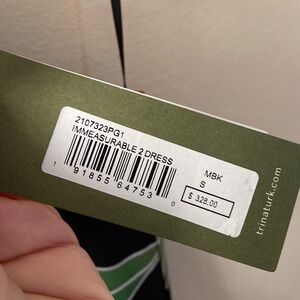 2107323PG1
IMMEASURABLE 2 DRESS
1 91855 64753 0
MBK
S
$ 328.00
trinaturk.com